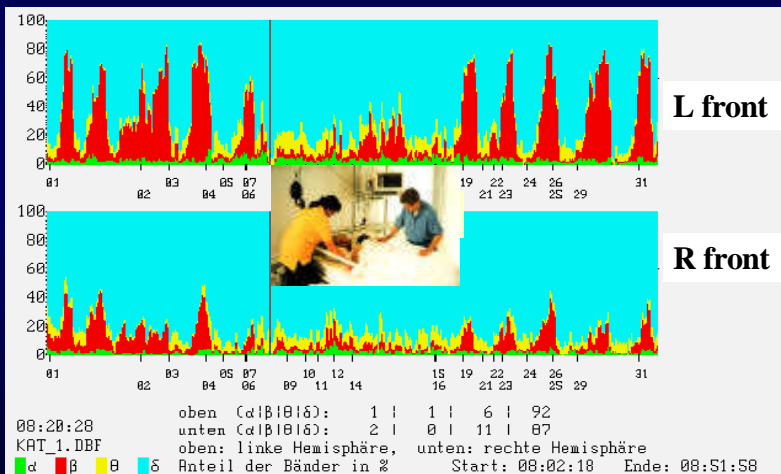 100
80
60
40
20
0
L front
01 03 05 07 19 22 24 26 31
02 04 06 21 23 25 29
100
80
60
40
20
0
R front
01 03 05 07 10 12 15 19 22 24 26 31
02 04 06 09 11 14 16 21 23 25 29
oben (α|β|θ|δ): 1 | 1 | 6 | 92
08:20:28
unten (α|β|θ|δ): 2 | 0 | 11 | 87
KAT_1.DBF
oben: linke Hemisphäre, unten: rechte Hemisphäre
α β θ δ Anteil der Bänder in % Start: 08:02:18 Ende: 08:51:58